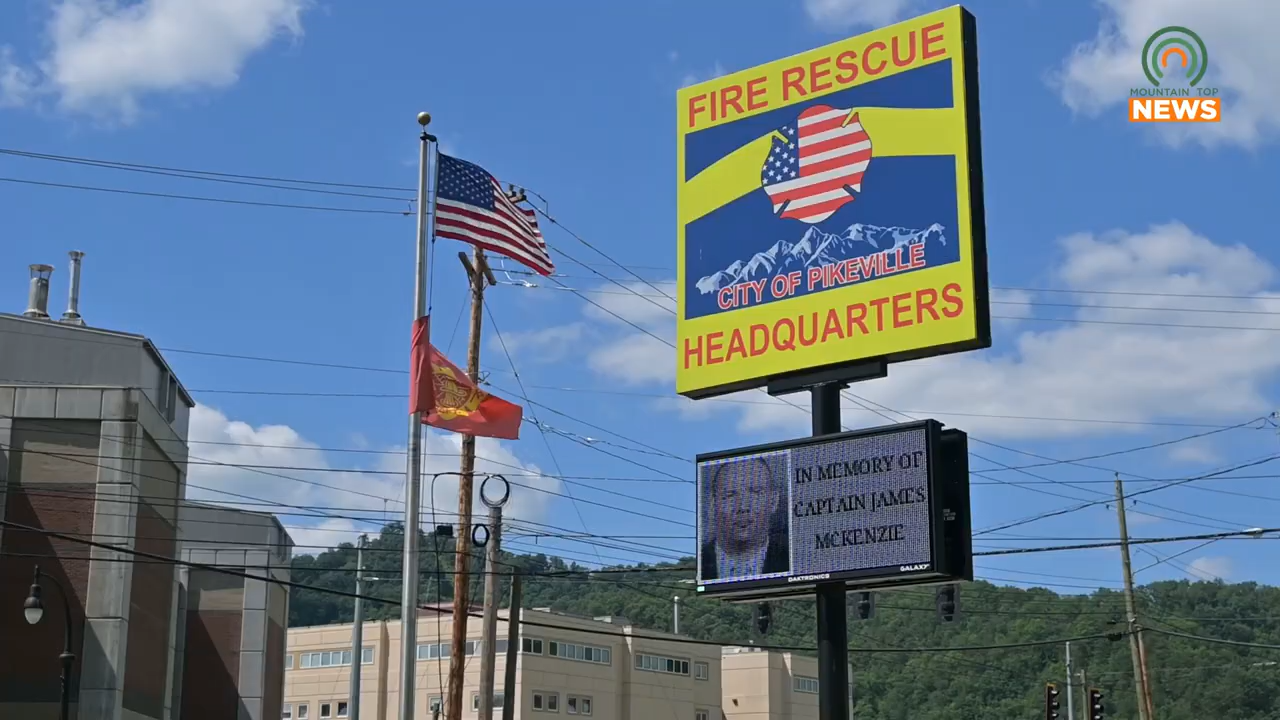 FIRE RESCUE
CITY OF PIKEVILLE
HEADQUARTERS
IN MEMORY OF
CAPTAIN JAMES
MCKENZIE
DAKTRONICS
GALAXY
MOUNTAIN TOP
NEWS